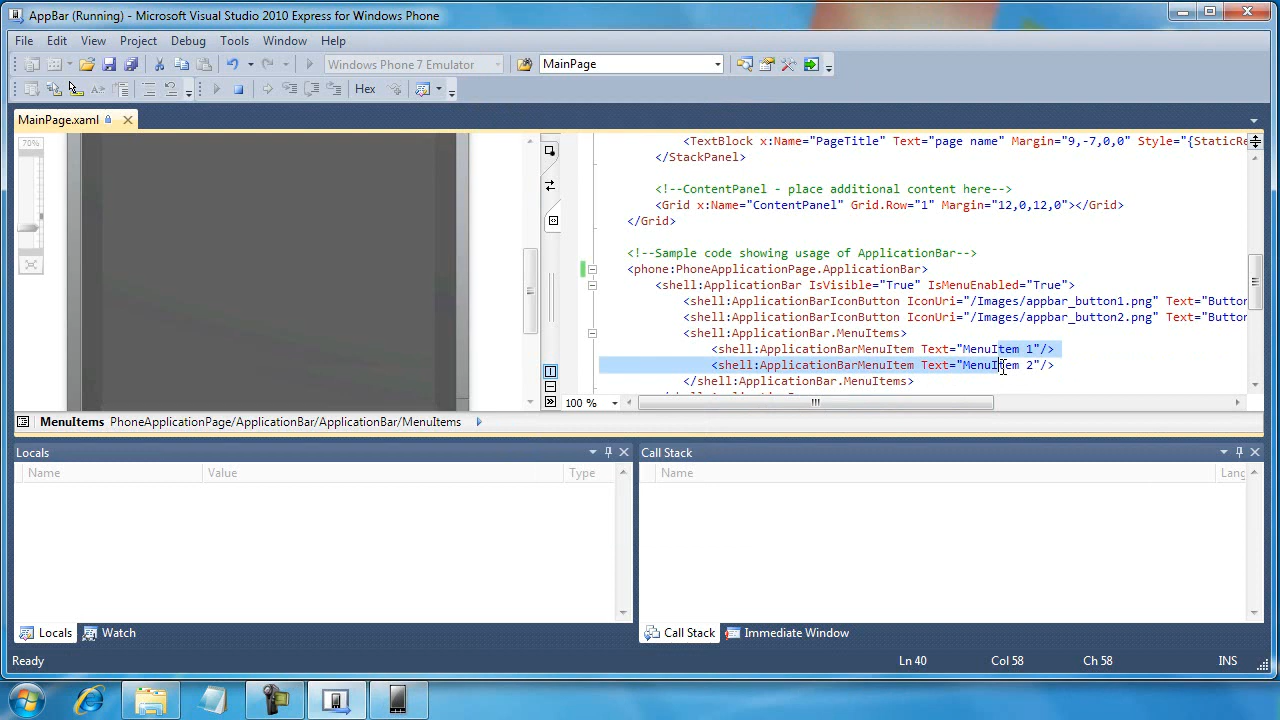 AppBar (Running) - Microsoft Visual Studio 2010 Express for Windows Phone
File Edit View Project Debug Tools Window Help
Windows Phone 7 Emulator MainPage
Hex
MainPage.xaml
70%
<TextBlock x:Name="PageTitle" Text="page name" Margin="9,-7,0,0" Style="{StaticRe
</StackPanel>
<!--ContentPanel - place additional content here-->
<Grid x:Name="ContentPanel" Grid.Row="1" Margin="12,0,12,0"></Grid>
</Grid>
<!--Sample code showing usage of ApplicationBar-->
<phone:PhoneApplicationPage.ApplicationBar>
<shell:ApplicationBar IsVisible="True" IsMenuEnabled="True">
<shell:ApplicationBarIconButton IconUri="/Images/appbar_button1.png" Text="Button
<shell:ApplicationBarIconButton IconUri="/Images/appbar_button2.png" Text="Button
<shell:ApplicationBar.MenuItems>
<shell:ApplicationBarMenuItem Text="MenuItem 1"/>
<shell:ApplicationBarMenuItem Text="MenuItem 2"/>
</shell:ApplicationBar.MenuItems>
100 %
MenuItems PhoneApplicationPage/ApplicationBar/ApplicationBar/MenuItems
Locals
Call Stack
Name Value Type
Name Lang
Locals Watch
Call Stack Immediate Window
Ready Ln 40 Col 58 Ch 58 INS